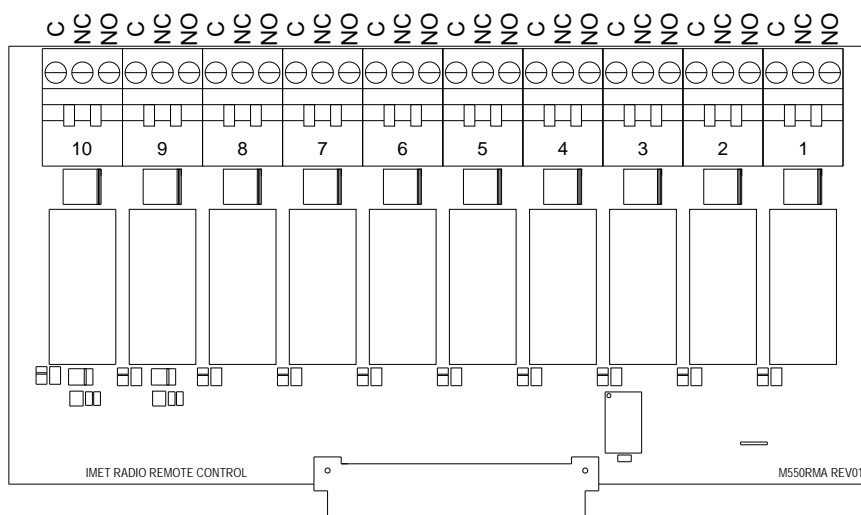 C NC NO C NC NO C NC NO C NC NO C NC NO C NC NO C NC NO C NC NO C NC NO C NC NO
10 9 8 7 6 5 4 3 2 1
IMET RADIO REMOTE CONTROL M550RMA REV01